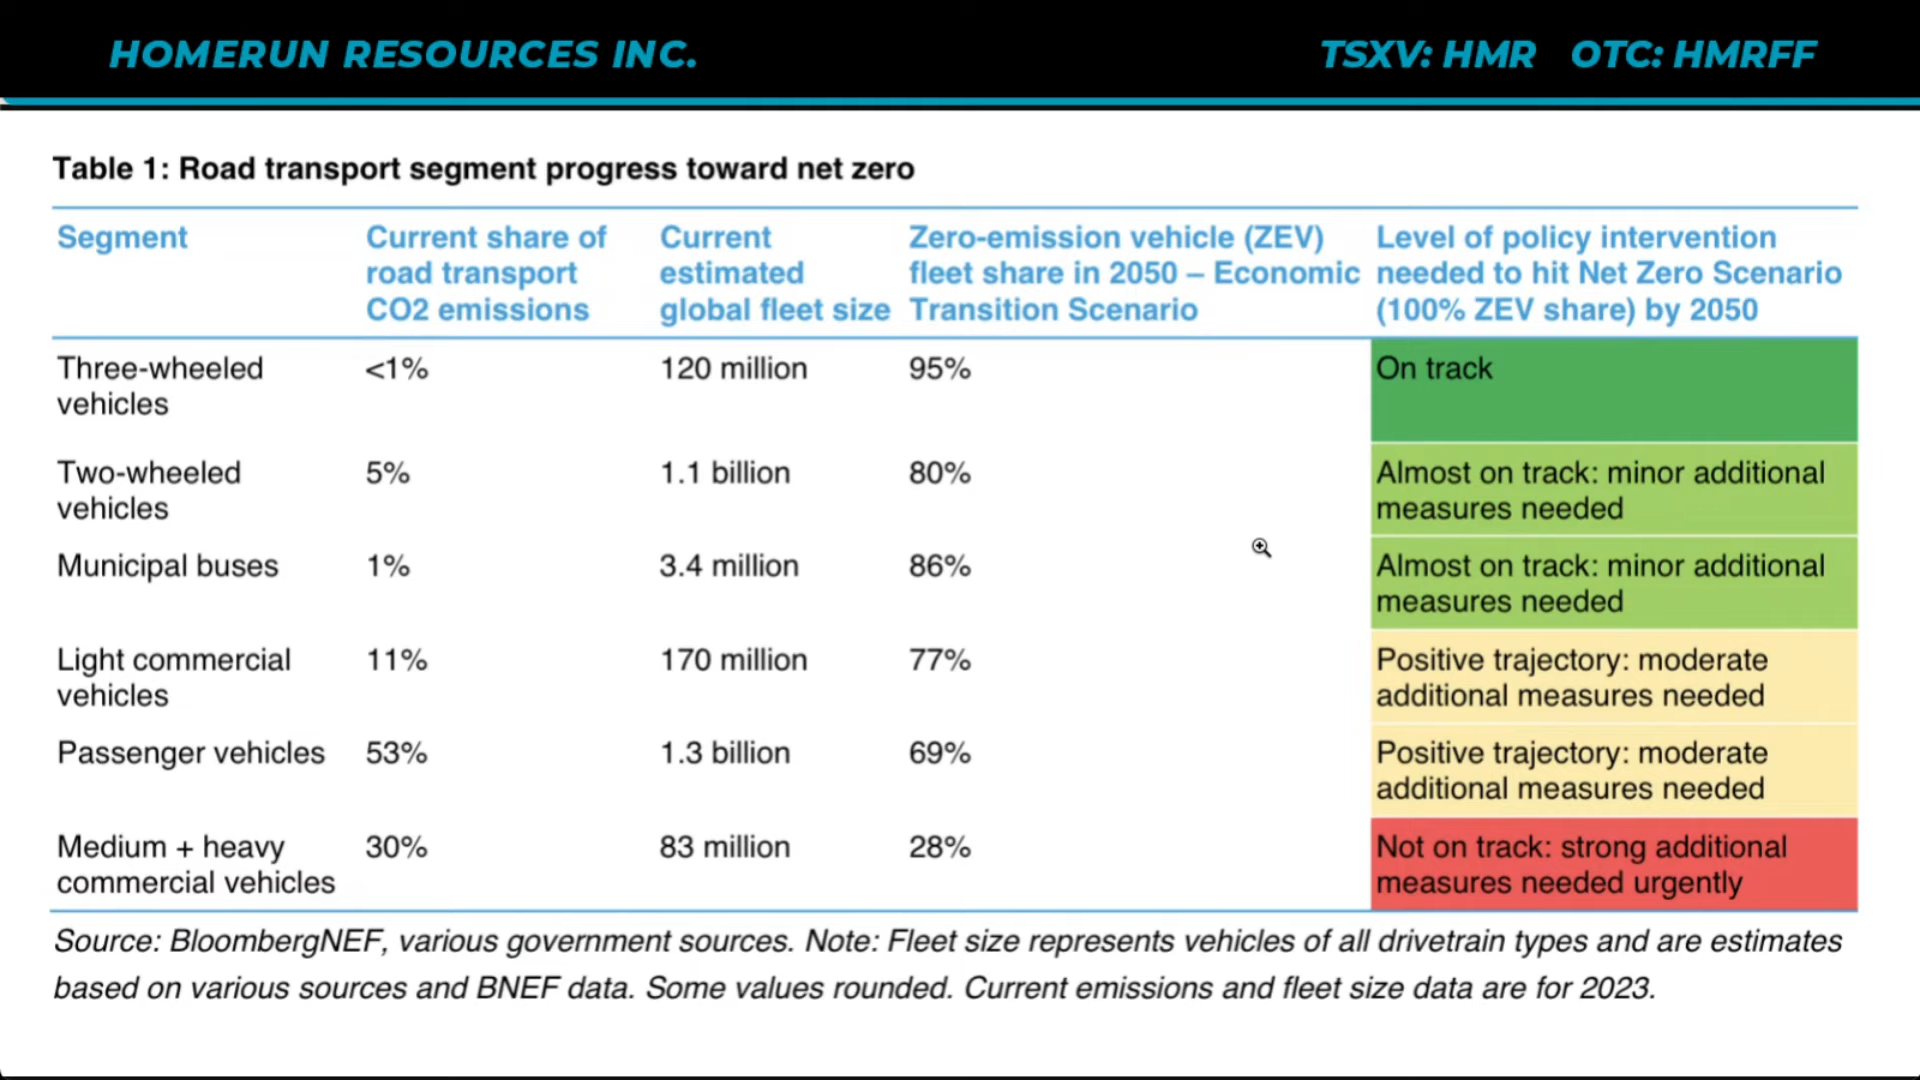 HOMERUN RESOURCES INC.
TSXV: HMR OTC: HMRFF
Table 1: Road transport segment progress toward net zero
Segment
Current share of
road transport
CO2 emissions
Current
estimated
global fleet size
Zero-emission vehicle (ZEV)
fleet share in 2050 – Economic
Transition Scenario
Level of policy intervention
needed to hit Net Zero Scenario
(100% ZEV share) by 2050
Three-wheeled
vehicles
<1%
120 million
95%
On track
Two-wheeled
vehicles
5%
1.1 billion
80%
Almost on track: minor additional
measures needed
Municipal buses
1%
3.4 million
86%
Almost on track: minor additional
measures needed
Light commercial
vehicles
11%
170 million
77%
Positive trajectory: moderate
additional measures needed
Passenger vehicles
53%
1.3 billion
69%
Positive trajectory: moderate
additional measures needed
Medium + heavy
commercial vehicles
30%
83 million
28%
Not on track: strong additional
measures needed urgently
Source: BloombergNEF, various government sources. Note: Fleet size represents vehicles of all drivetrain types and are estimates
based on various sources and BNEF data. Some values rounded. Current emissions and fleet size data are for 2023.